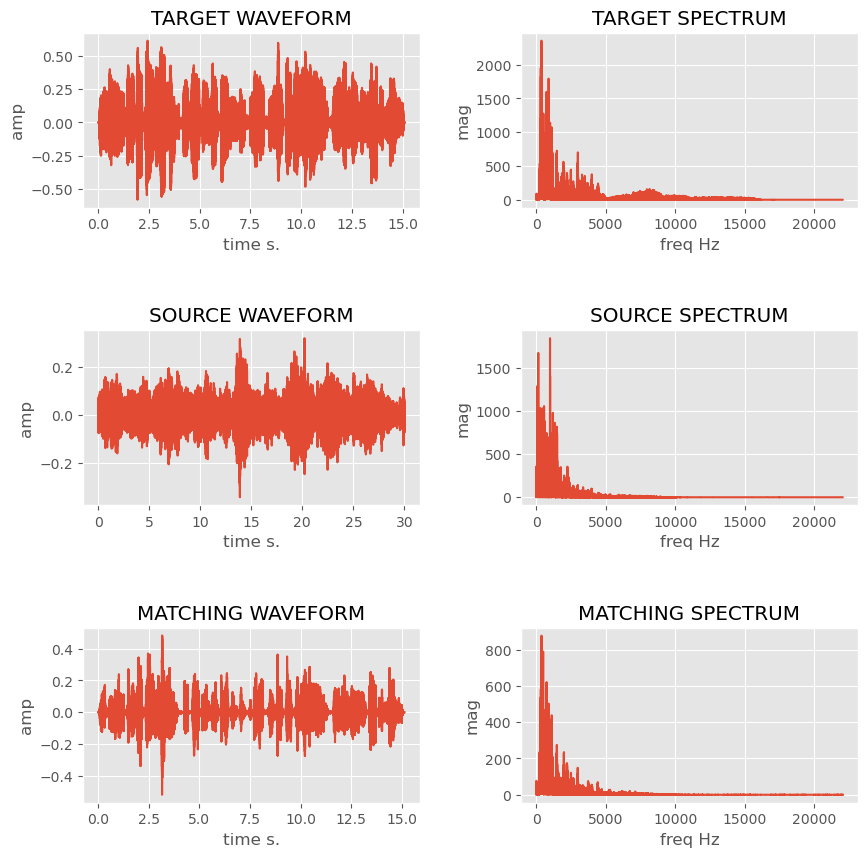 TARGET WAVEFORM
amp
0.50
0.25
0.00
−0.25
−0.50
0.0 2.5 5.0 7.5 10.0 12.5 15.0
time s.
TARGET SPECTRUM
mag
2000
1500
1000
500
0
0 5000 10000 15000 20000
freq Hz
SOURCE WAVEFORM
amp
0.2
0.0
−0.2
0 5 10 15 20 25 30
time s.
SOURCE SPECTRUM
mag
1500
1000
500
0
0 5000 10000 15000 20000
freq Hz
MATCHING WAVEFORM
amp
0.4
0.2
0.0
−0.2
−0.4
0.0 2.5 5.0 7.5 10.0 12.5 15.0
time s.
MATCHING SPECTRUM
mag
800
600
400
200
0
0 5000 10000 15000 20000
freq Hz